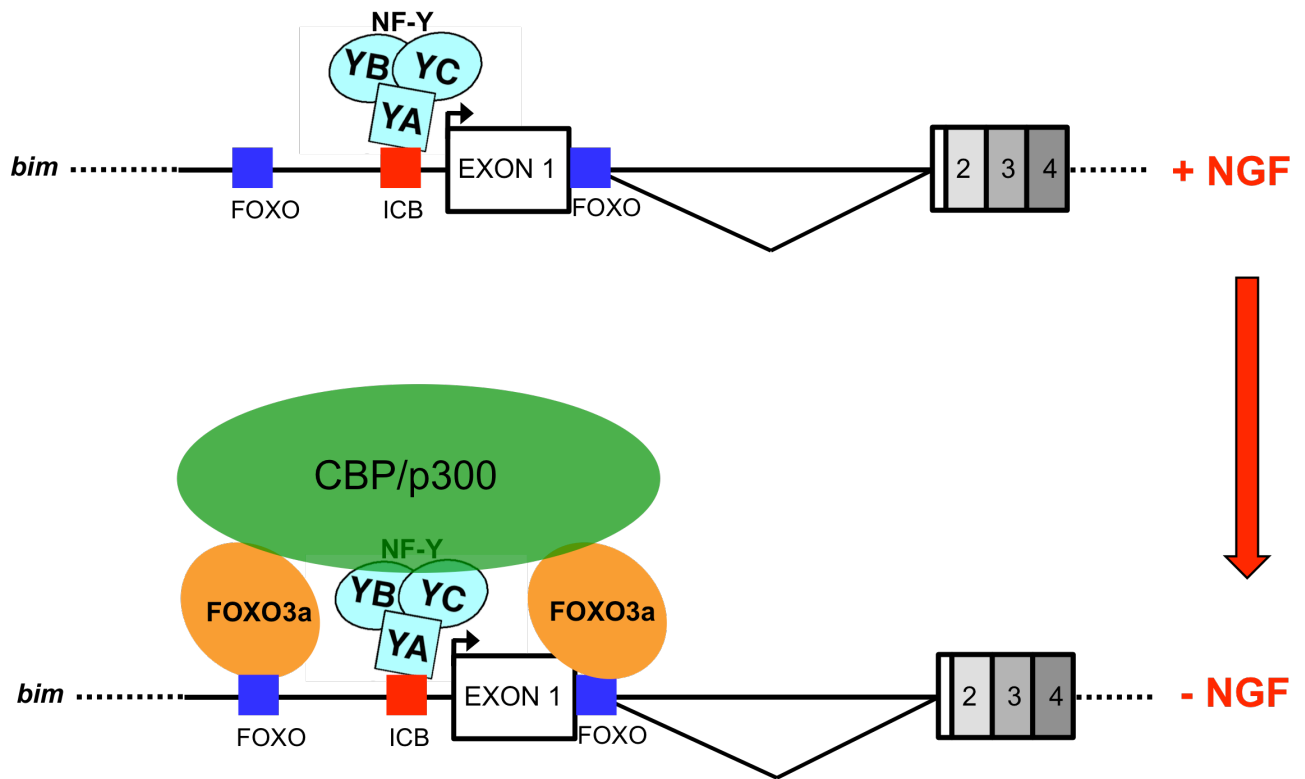 NF-Y
YB YC
YA
bim EXON 1 2 3 4 + NGF
FOXO ICB FOXO
CBP/p300
NF-Y
FOXO3a YB YC FOXO3a
YA
bim EXON 1 2 3 4 - NGF
FOXO ICB FOXO